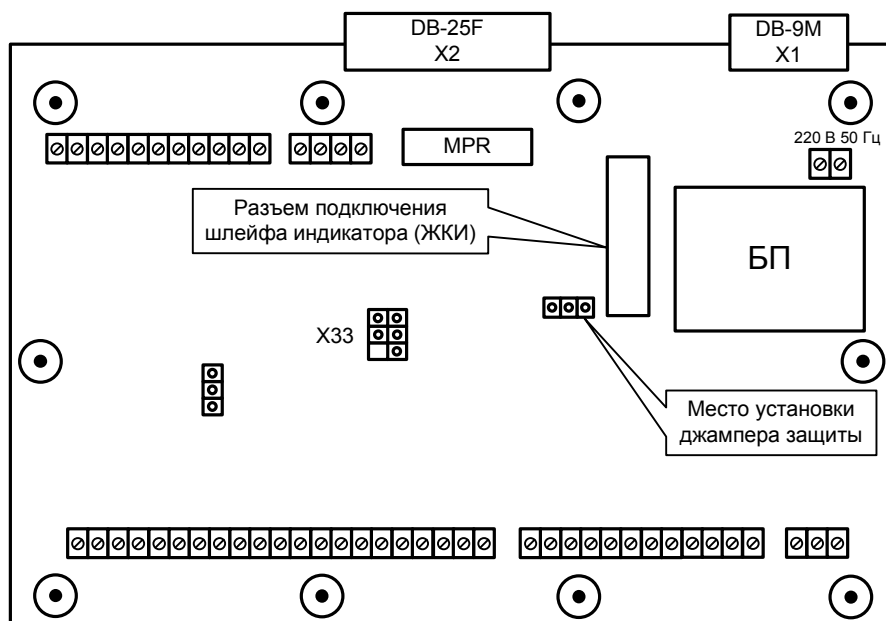 DB-25F
X2
DB-9M
X1
220 В 50 Гц
MPR
Разъем подключения
шлейфа индикатора (ЖКИ)
БП
X33
Место установки
джампера защиты